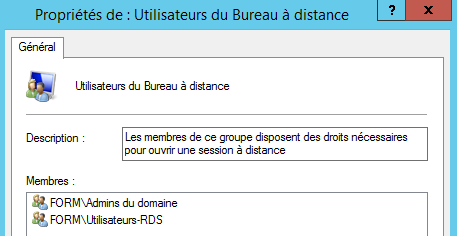 Propriétés de : Utilisateurs du Bureau à distance
? x
Général
Utilisateurs du Bureau à distance
Description :
Les membres de ce groupe disposent des droits nécessaires
pour ouvrir une session à distance
Membres :
FORM\Admins du domaine
FORM\Utilisateurs-RDS